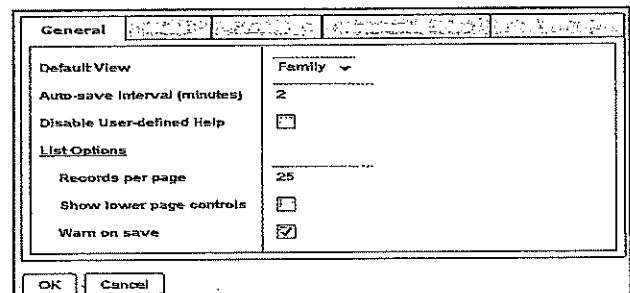 General
Default View Family
Auto-save Interval (minutes) 2
Disable User-defined Help
List Options
Records per page 25
Show lower page controls
Warn on save
OK Cancel